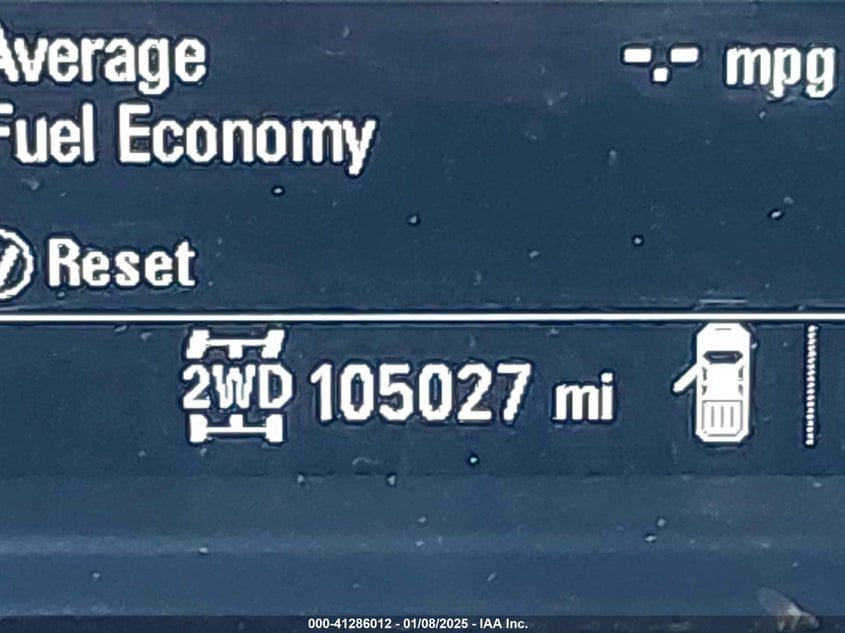 Average
--.- mpg
Fuel Economy
Reset
2WD 105027 mi
000-41286012 - 01/08/2025 - IAA Inc.